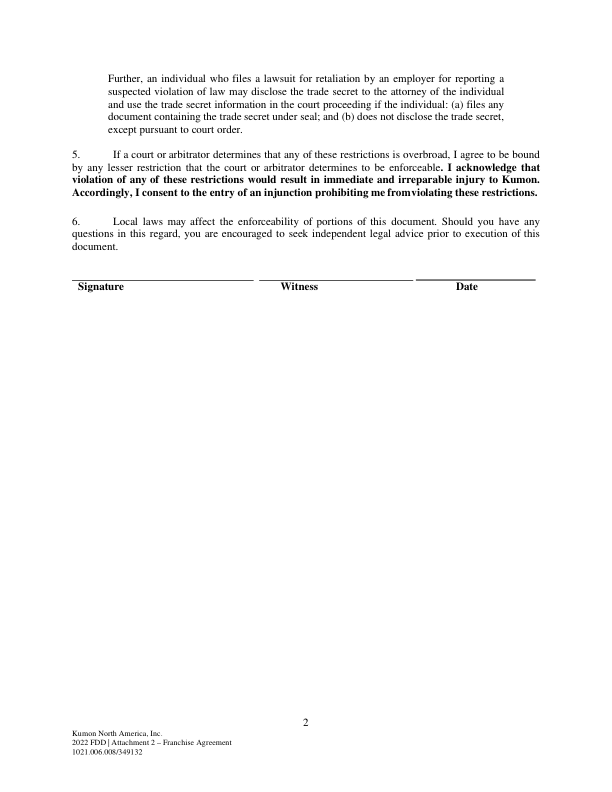 Further, an individual who files a lawsuit for retaliation by an employer for reporting a
suspected violation of law may disclose the trade secret to the attorney of the individual
and use the trade secret information in the court proceeding if the individual: (a) files any
document containing the trade secret under seal; and (b) does not disclose the trade secret,
except pursuant to court order.
5. If a court or arbitrator determines that any of these restrictions is overbroad, I agree to be bound
by any lesser restriction that the court or arbitrator determines to be enforceable. I acknowledge that
violation of any of these restrictions would result in immediate and irreparable injury to Kumon.
Accordingly, I consent to the entry of an injunction prohibiting me from violating these restrictions.
6. Local laws may affect the enforceability of portions of this document. Should you have any
questions in this regard, you are encouraged to seek independent legal advice prior to execution of this
document.
Signature Witness Date
2
Kumon North America, Inc.
2022 FDD | Attachment 2 – Franchise Agreement
1021.006.008/349132